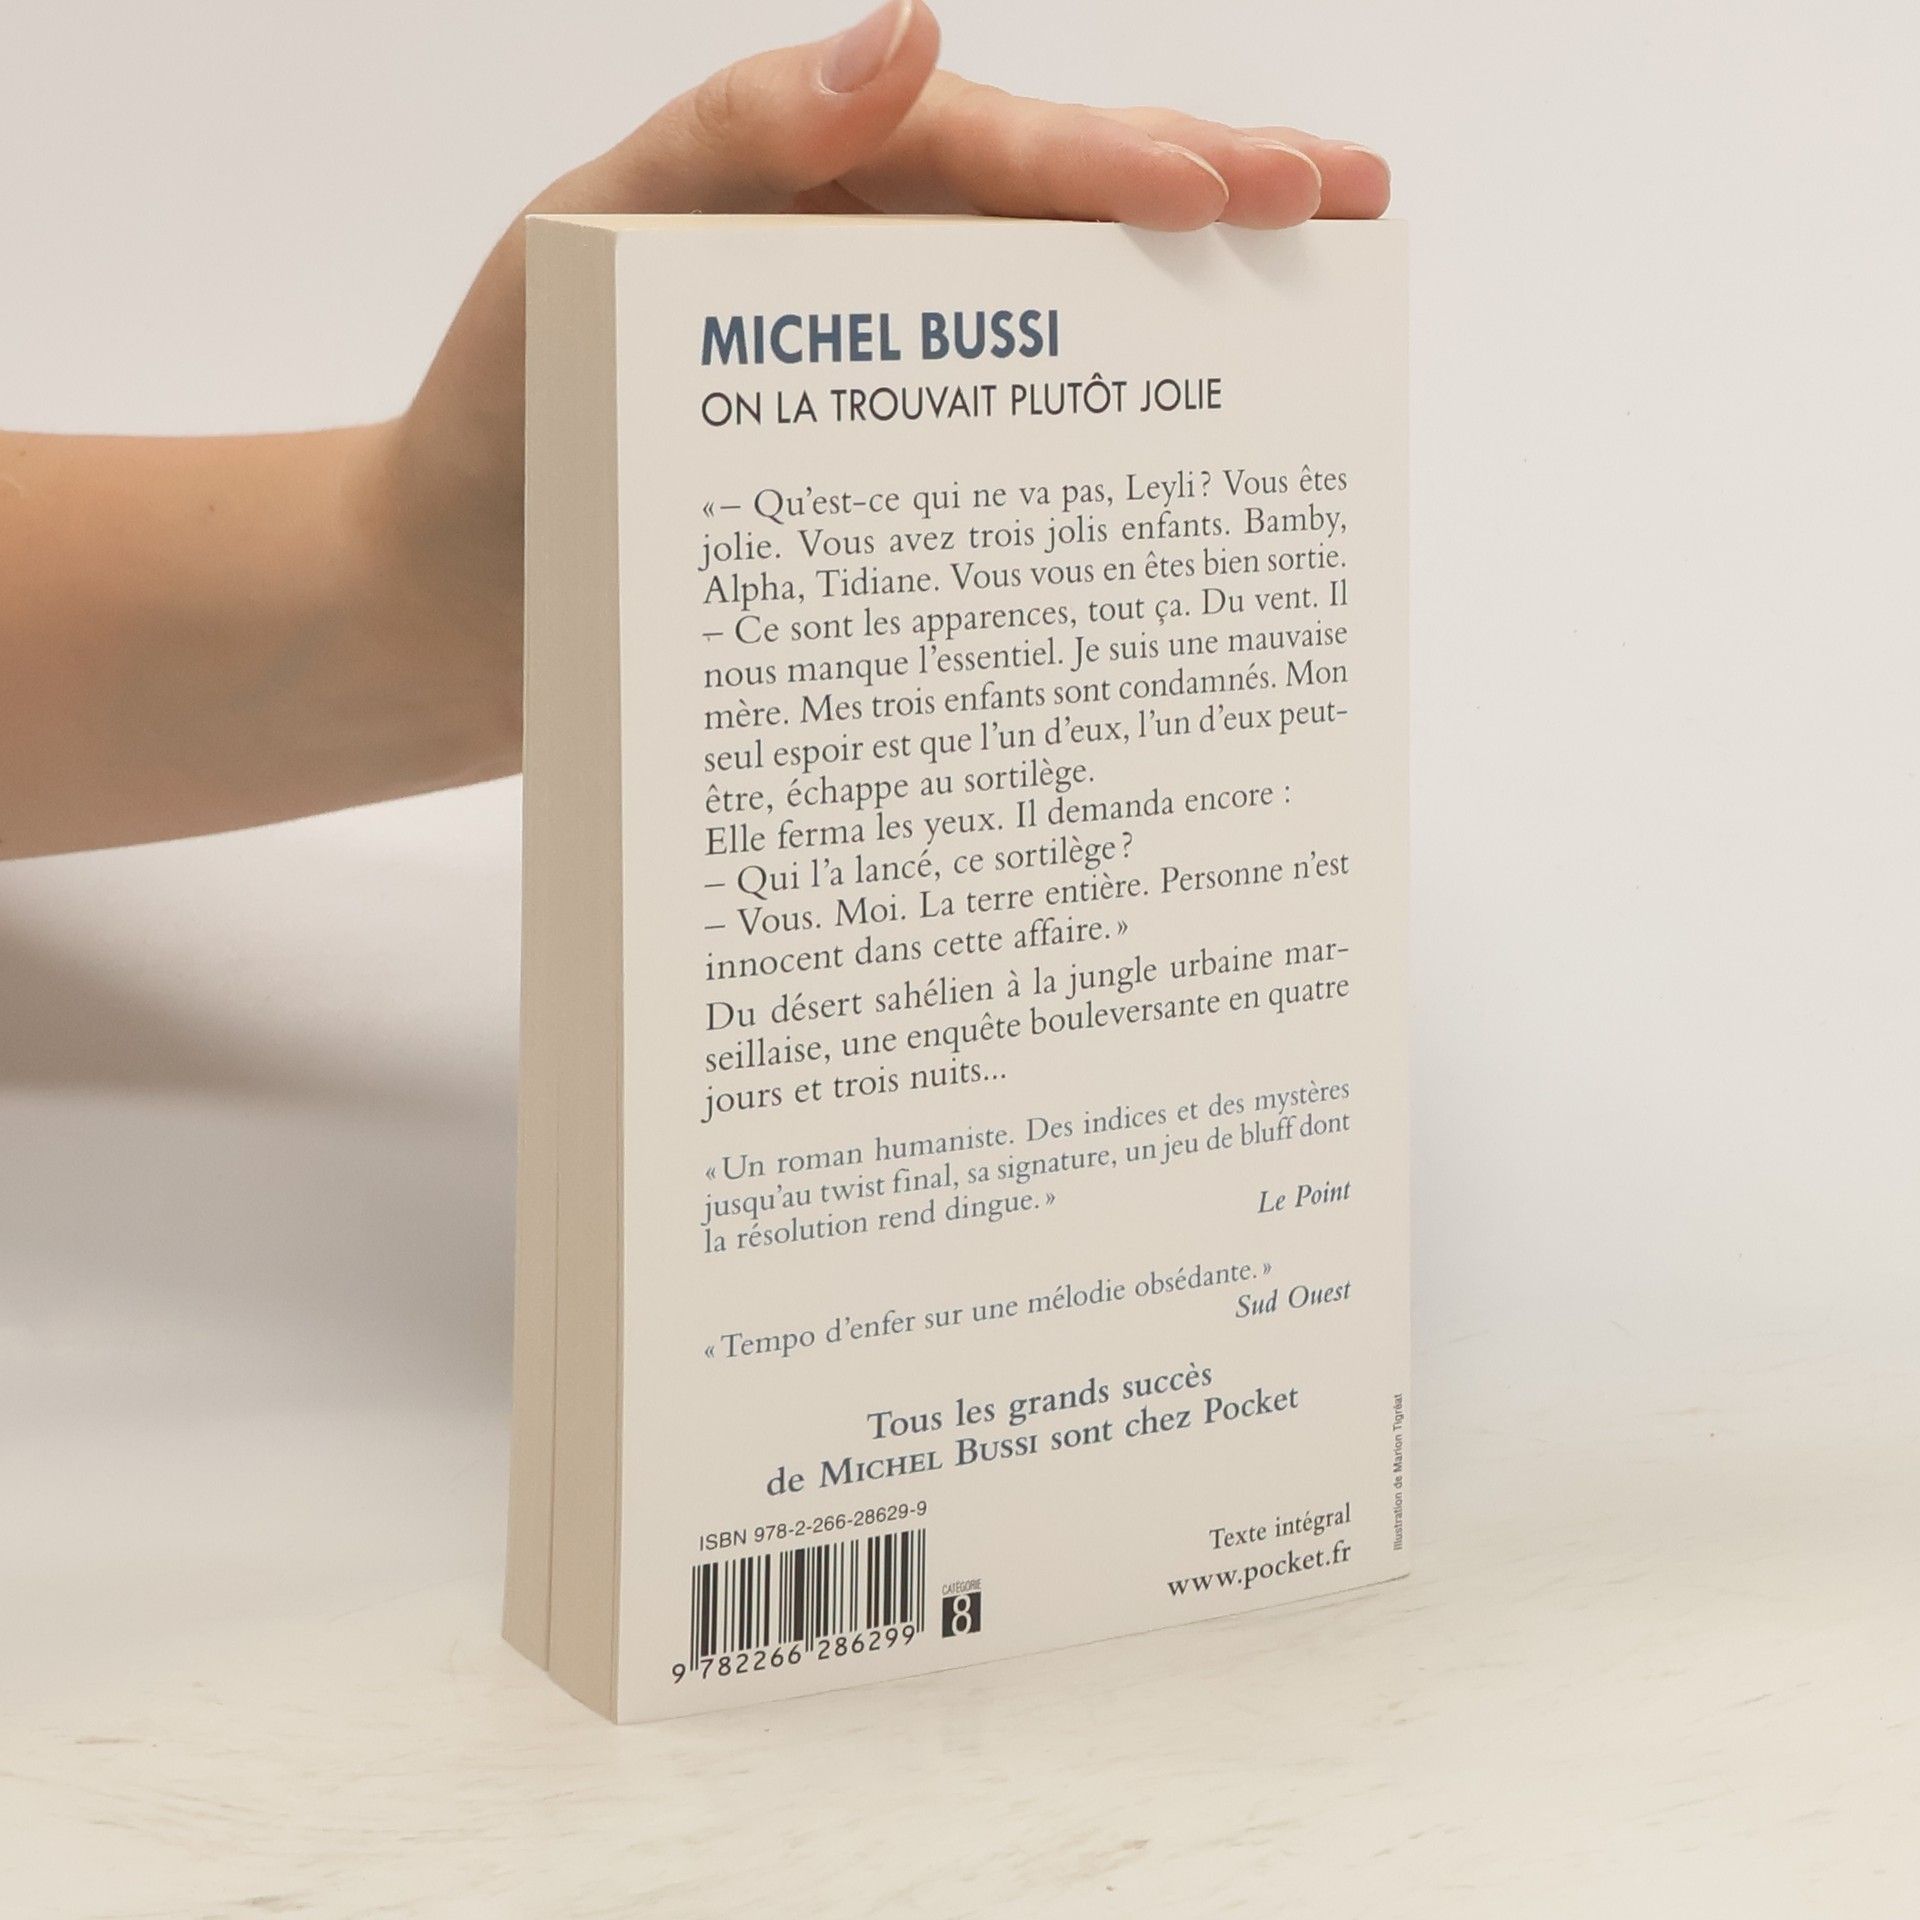 MICHEL BUSSI
ON LA TROUVAIT PLUTÔT JOLIE
«– Qu'est-ce qui ne va pas, Leyli? Vous êtes
jolie. Vous avez trois jolis enfants. Bamby,
Alpha, Tidiane. Vous vous en êtes bien sortie.
– Ce sont les apparences, tout ça. Du vent. Il
nous manque l'essentiel. Je suis une mauvaise
mère. Mes trois enfants sont condamnés. Mon
seul espoir est que l'un d'eux, l'un d'eux peut-
être, échappe au sortilège.
Elle ferma les yeux. Il demanda encore :
– Qui l'a lancé, ce sortilège?
– Vous. Moi. La terre entière. Personne n'est
innocent dans cette affaire.»
Du désert sahélien à la jungle urbaine mar-
seillaise, une enquête bouleversante en quatre
jours et trois nuits...
«Un roman humaniste. Des indices et des mystères
jusqu'au twist final, sa signature, un jeu de bluff dont
la résolution rend dingue.»
Le Point
«Tempo d'enfer sur une mélodie obsédante.»
Sud Ouest
Tous les grands succès
de MICHEL BUSSI sont chez Pocket
ISBN 978-2-266-28629-9
9 782266 286299
CATÉGORIE
8
Texte intégral
www.pocket.fr
Illustration de Marion Tigréat